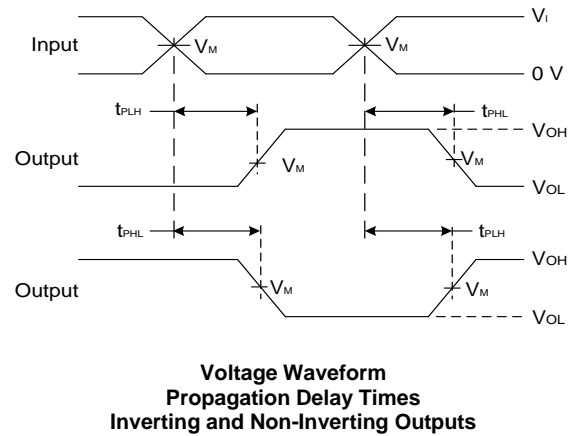 VI
Input VM VM
0 V
tPLH tPHL
VOH
Output VM VM
VOL
tPHL tPLH
VOH
Output VM VM
VOL
Voltage Waveform
Propagation Delay Times
Inverting and Non-Inverting Outputs